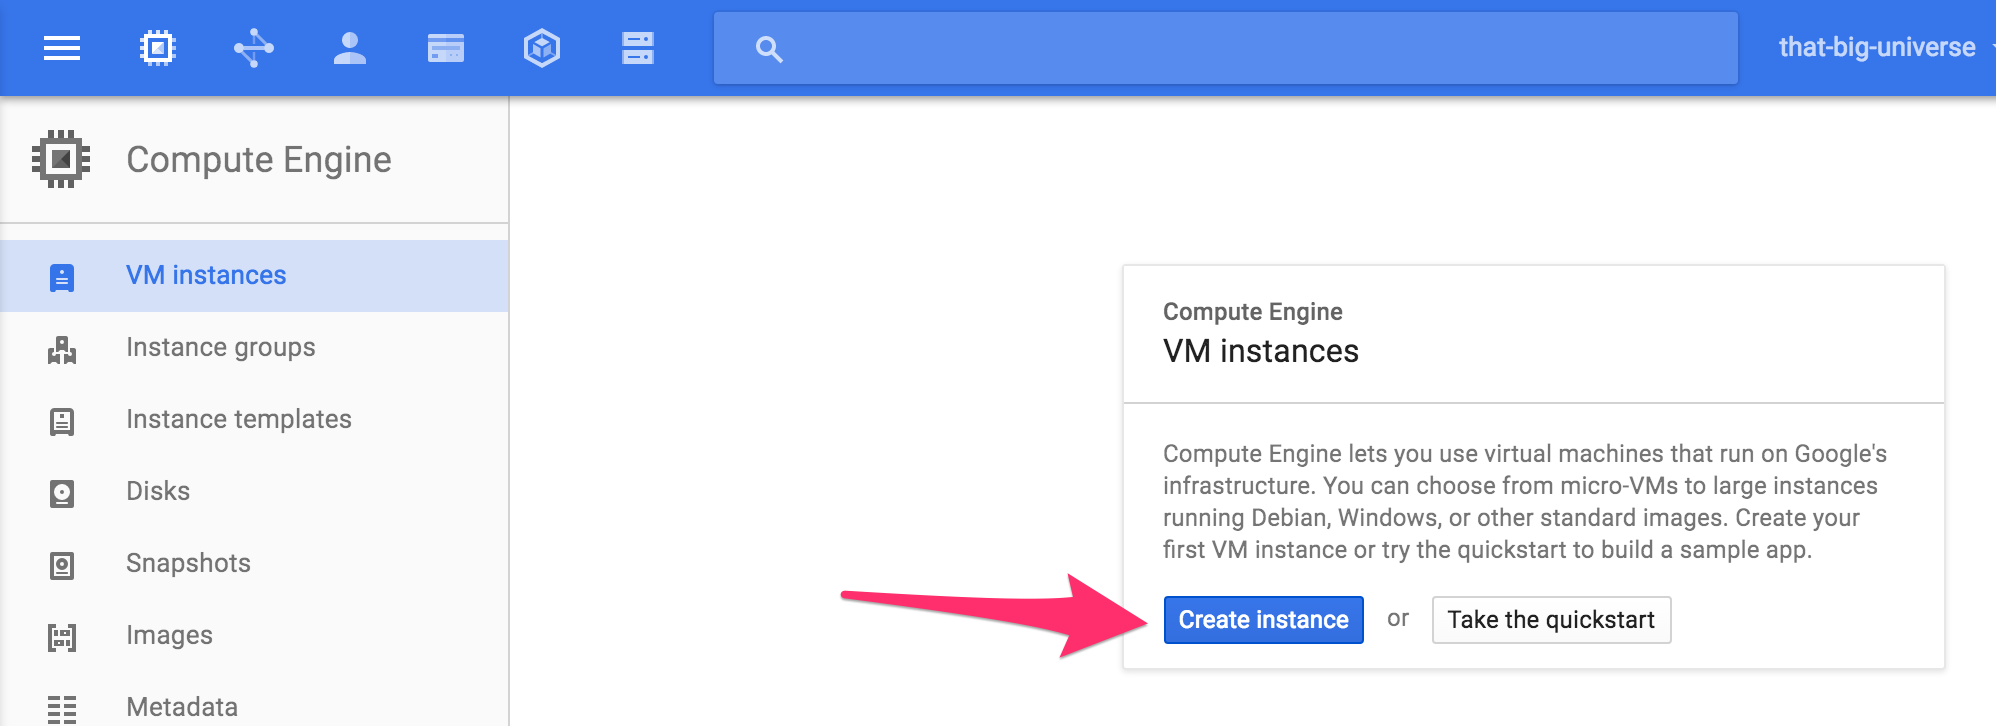 that-big-universe
Compute Engine
VM instances
Instance groups
Instance templates
Disks
Snapshots
Images
Metadata
Compute Engine
VM instances
Compute Engine lets you use virtual machines that run on Google's
infrastructure. You can choose from micro-VMs to large instances
running Debian, Windows, or other standard images. Create your
first VM instance or try the quickstart to build a sample app.
Create instance or Take the quickstart